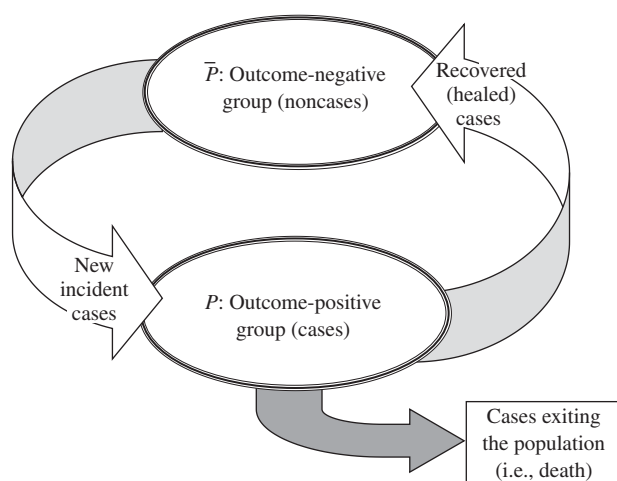 P̅: Outcome-negative
group (noncases)
Recovered
(healed)
cases
New
incident
cases
P: Outcome-positive
group (cases)
Cases exiting
the population
(i.e., death)